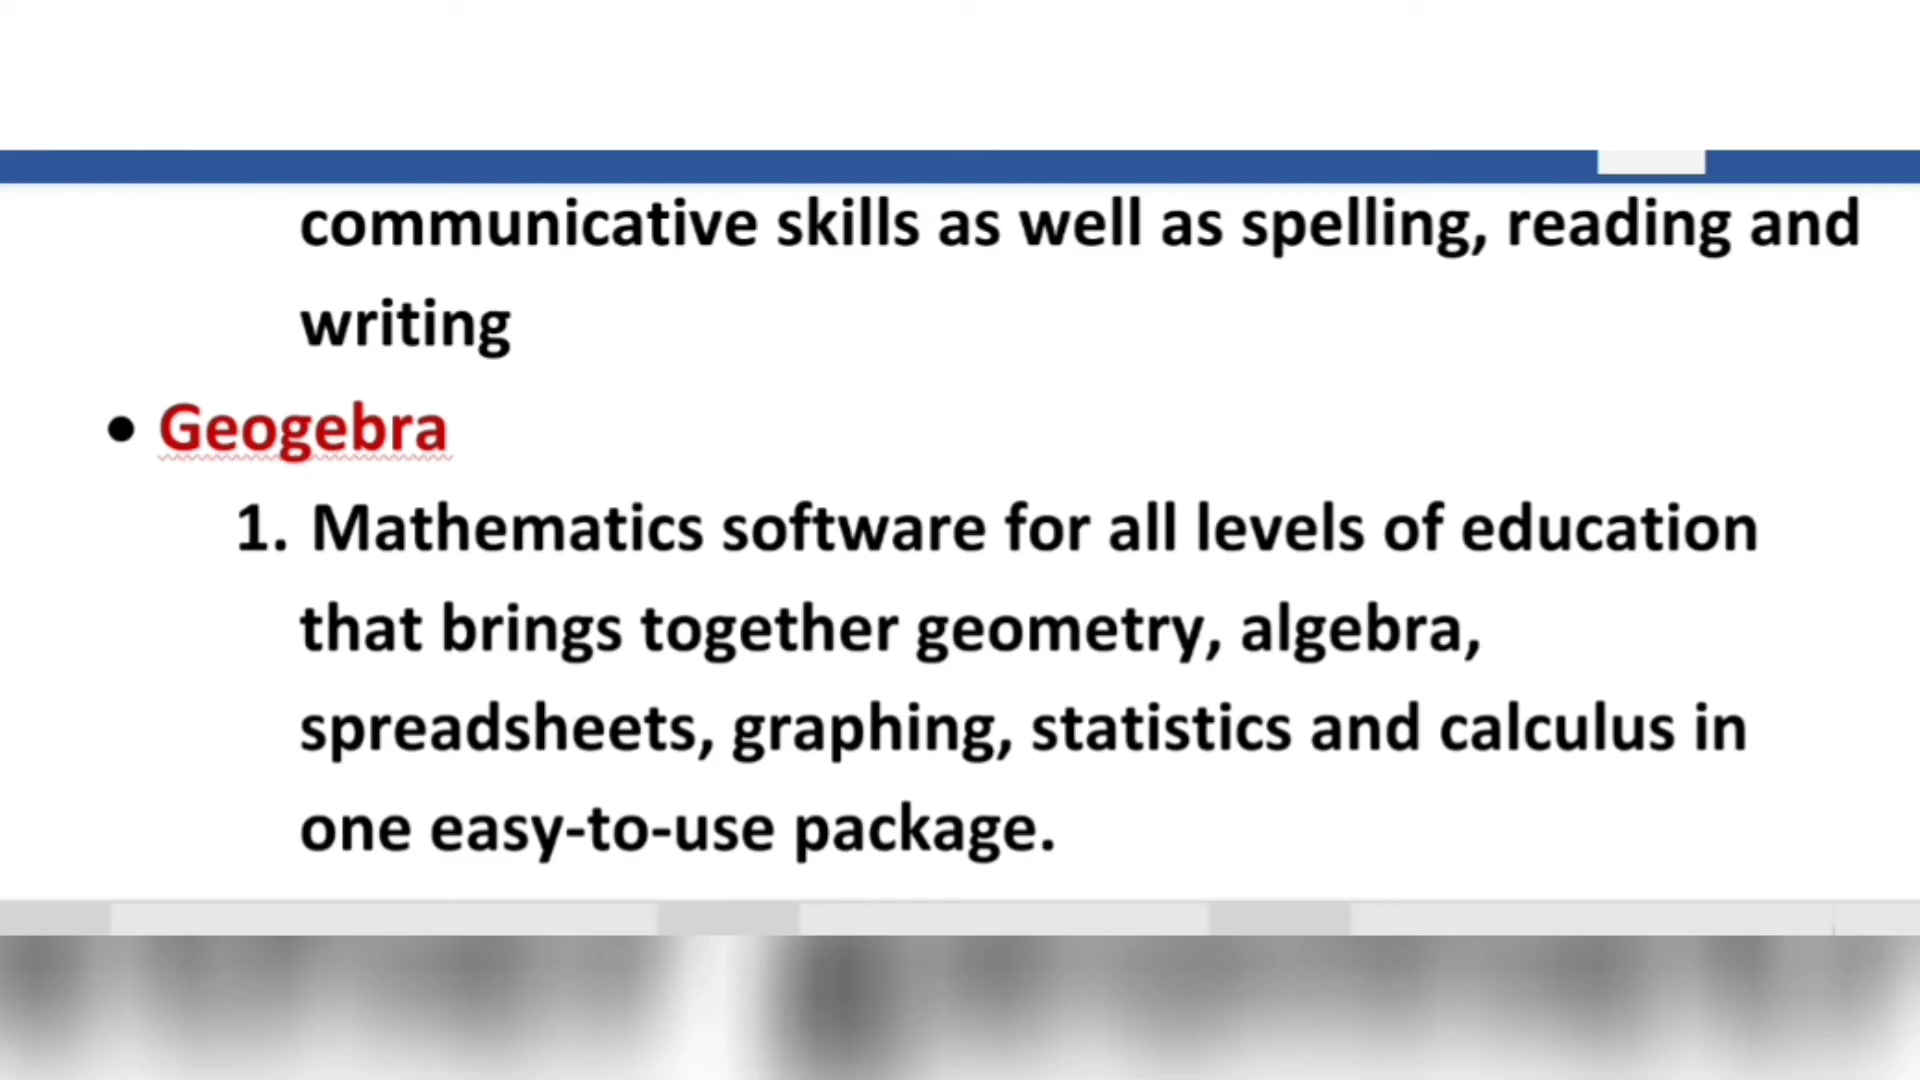 communicative skills as well as spelling, reading and
writing
• Geogebra
1. Mathematics software for all levels of education
that brings together geometry, algebra,
spreadsheets, graphing, statistics and calculus in
one easy-to-use package.